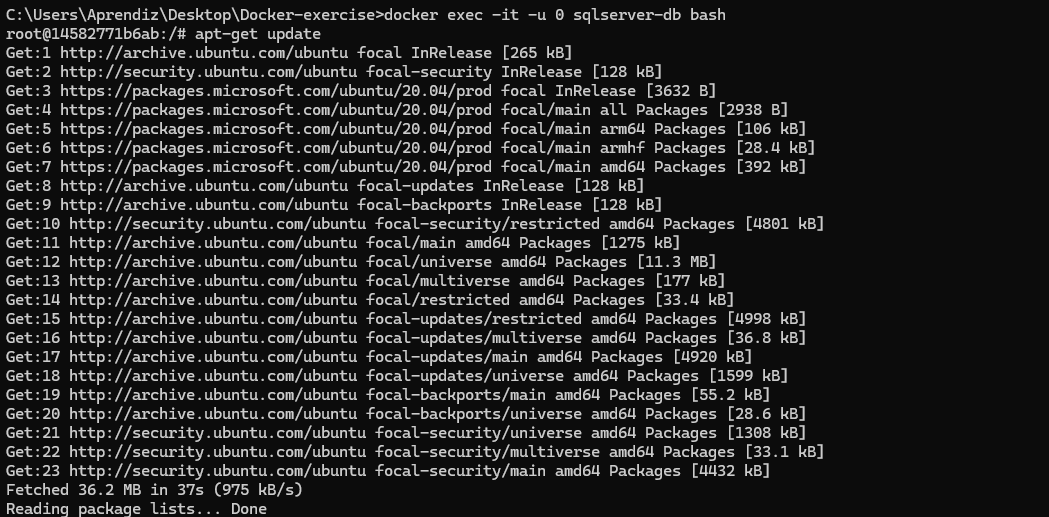 C:\Users\Aprendiz\Desktop\Docker-exercise>docker exec -it -u 0 sqlserver-db bash
root@14582771b6ab:/# apt-get update
Get:1 http://archive.ubuntu.com/ubuntu focal InRelease [265 kB]
Get:2 http://security.ubuntu.com/ubuntu focal-security InRelease [128 kB]
Get:3 https://packages.microsoft.com/ubuntu/20.04/prod focal InRelease [3632 B]
Get:4 https://packages.microsoft.com/ubuntu/20.04/prod focal/main all Packages [2938 B]
Get:5 https://packages.microsoft.com/ubuntu/20.04/prod focal/main arm64 Packages [106 kB]
Get:6 https://packages.microsoft.com/ubuntu/20.04/prod focal/main armhf Packages [28.4 kB]
Get:7 https://packages.microsoft.com/ubuntu/20.04/prod focal/main amd64 Packages [392 kB]
Get:8 http://archive.ubuntu.com/ubuntu focal-updates InRelease [128 kB]
Get:9 http://archive.ubuntu.com/ubuntu focal-backports InRelease [128 kB]
Get:10 http://security.ubuntu.com/ubuntu focal-security/restricted amd64 Packages [4801 kB]
Get:11 http://archive.ubuntu.com/ubuntu focal/main amd64 Packages [1275 kB]
Get:12 http://archive.ubuntu.com/ubuntu focal/universe amd64 Packages [11.3 MB]
Get:13 http://archive.ubuntu.com/ubuntu focal/multiverse amd64 Packages [177 kB]
Get:14 http://archive.ubuntu.com/ubuntu focal/restricted amd64 Packages [33.4 kB]
Get:15 http://archive.ubuntu.com/ubuntu focal-updates/restricted amd64 Packages [4998 kB]
Get:16 http://archive.ubuntu.com/ubuntu focal-updates/multiverse amd64 Packages [36.8 kB]
Get:17 http://archive.ubuntu.com/ubuntu focal-updates/main amd64 Packages [4920 kB]
Get:18 http://archive.ubuntu.com/ubuntu focal-updates/universe amd64 Packages [1599 kB]
Get:19 http://archive.ubuntu.com/ubuntu focal-backports/main amd64 Packages [55.2 kB]
Get:20 http://archive.ubuntu.com/ubuntu focal-backports/universe amd64 Packages [28.6 kB]
Get:21 http://security.ubuntu.com/ubuntu focal-security/universe amd64 Packages [1308 kB]
Get:22 http://security.ubuntu.com/ubuntu focal-security/multiverse amd64 Packages [33.1 kB]
Get:23 http://security.ubuntu.com/ubuntu focal-security/main amd64 Packages [4432 kB]
Fetched 36.2 MB in 37s (975 kB/s)
Reading package lists... Done